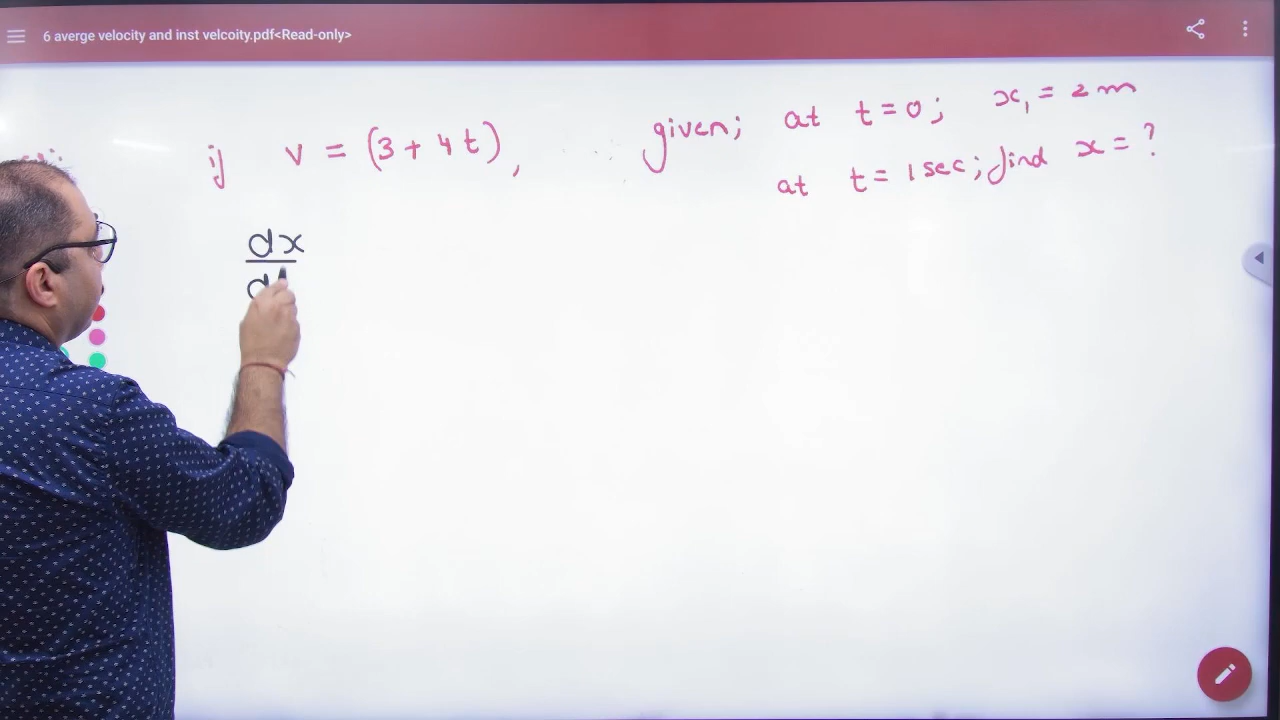 6 averge velocity and inst velcoity.pdf<Read-only>
if v = (3 + 4t), given; at t = 0; x₁ = 2 m
at t = 1 sec; find x = ?
dx